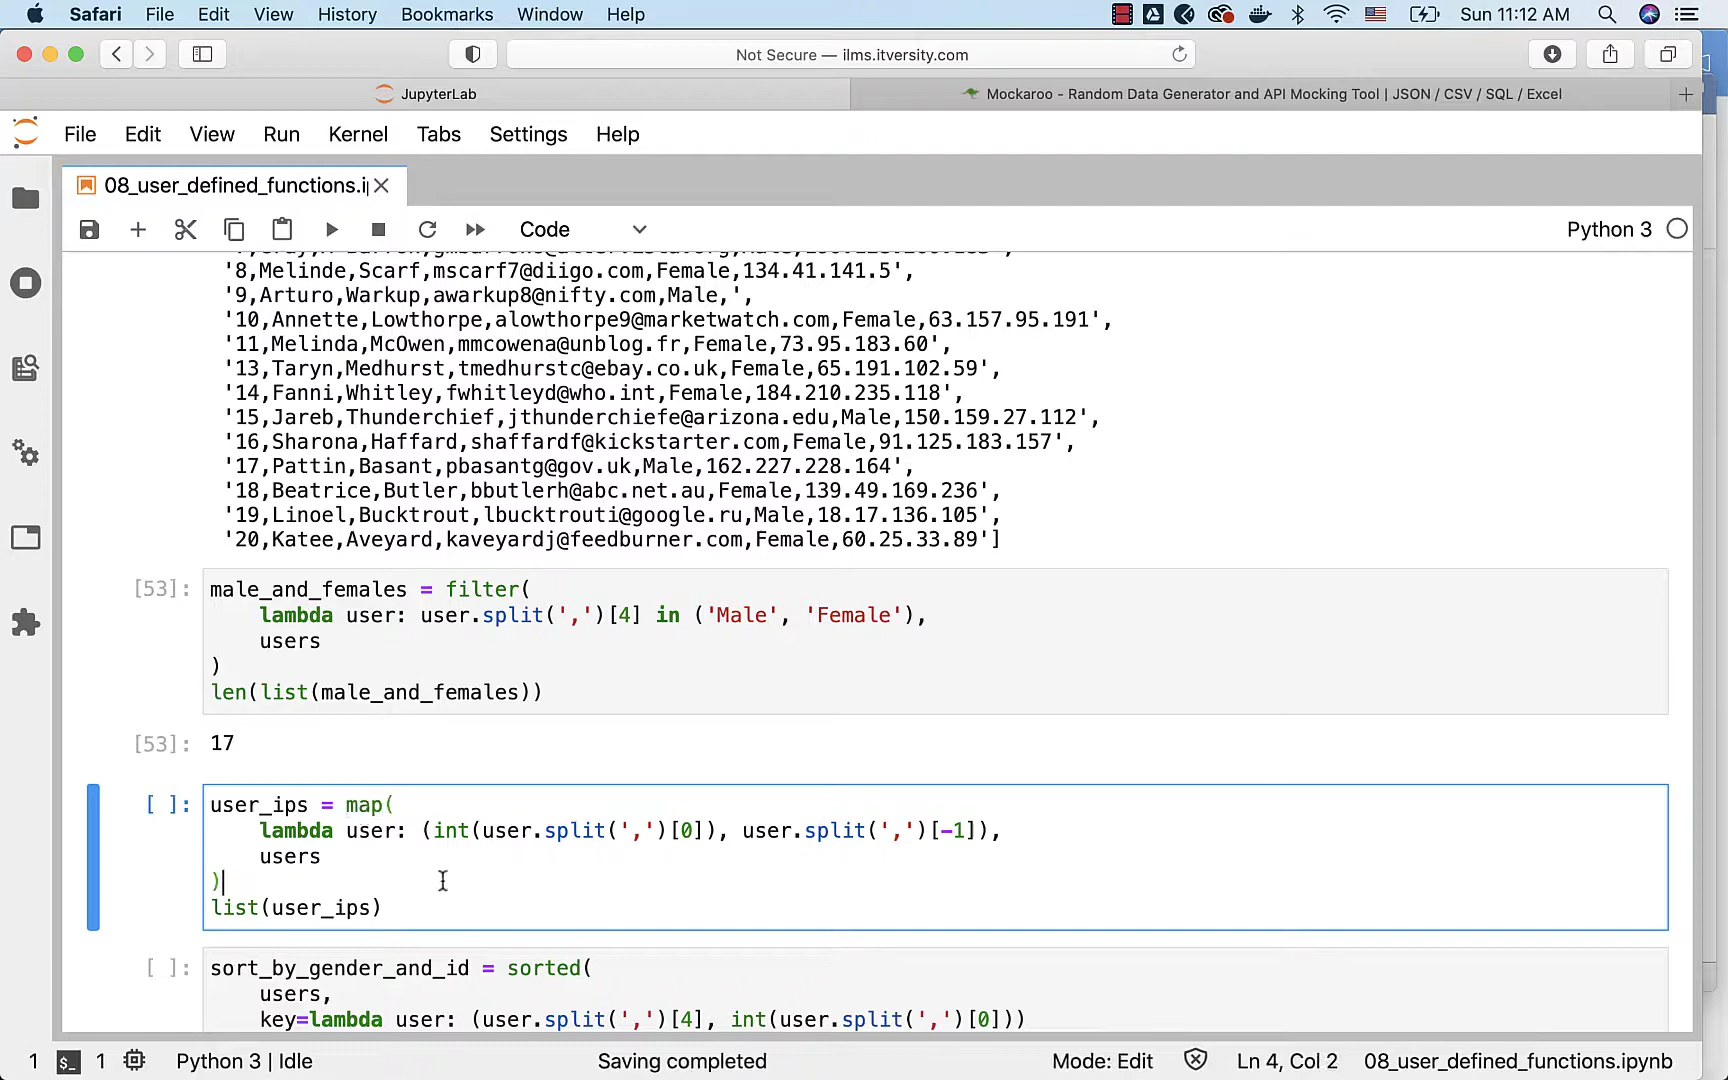 Safari File Edit View History Bookmarks Window Help Sun 11:12 AM
Not Secure — ilms.itversity.com
JupyterLab Mockaroo - Random Data Generator and API Mocking Tool | JSON / CSV / SQL / Excel
File Edit View Run Kernel Tabs Settings Help
08_user_defined_functions.i
Code Python 3
'8,Melinde,Scarf,mscarf7@diigo.com,Female,134.41.141.5',
'9,Arturo,Warkup,awarkup8@nifty.com,Male,',
'10,Annette,Lowthorpe,alowthorpe9@marketwatch.com,Female,63.157.95.191',
'11,Melinda,McOwen,mmcowena@unblog.fr,Female,73.95.183.60',
'13,Taryn,Medhurst,tmedhurstc@ebay.co.uk,Female,65.191.102.59',
'14,Fanni,Whitley,fwhitleyd@who.int,Female,184.210.235.118',
'15,Jareb,Thunderchief,jthunderchiefe@arizona.edu,Male,150.159.27.112',
'16,Sharona,Haffard,shaffardf@kickstarter.com,Female,91.125.183.157',
'17,Pattin,Basant,pbasantg@gov.uk,Male,162.227.228.164',
'18,Beatrice,Butler,bbutlerh@abc.net.au,Female,139.49.169.236',
'19,Linoel,Bucktrout,lbucktrouti@google.ru,Male,18.17.136.105',
'20,Katee,Aveyard,kaveyardj@feedburner.com,Female,60.25.33.89']
[53]: male_and_females = filter(
lambda user: user.split(',')[4] in ('Male', 'Female'),
users
)
len(list(male_and_females))
[53]: 17
[ ]: user_ips = map(
lambda user: (int(user.split(',')[0]), user.split(',')[-1]),
users
)
list(user_ips)
[ ]: sort_by_gender_and_id = sorted(
users,
key=lambda user: (user.split(',')[4], int(user.split(',')[0]))
1 $_ 1 Python 3 | Idle Saving completed Mode: Edit Ln 4, Col 2 08_user_defined_functions.ipynb